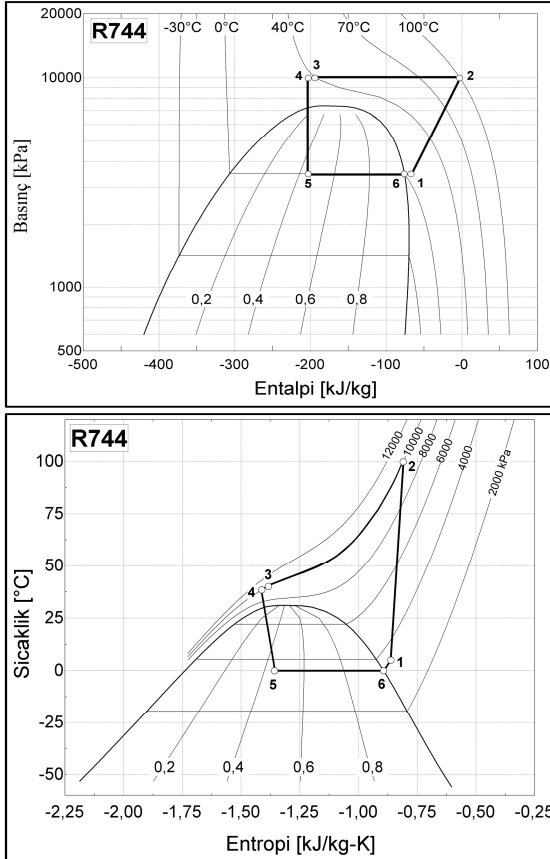 R744
-30°C 0°C 40°C 70°C 100°C
20000
10000
1000
500
Basınç [kPa]
4 3 2
5 6 1
0,2 0,4 0,6 0,8
-500 -400 -300 -200 -100 -0 100
Entalpi [kJ/kg]
R744
12000 10000 8000 6000 4000 2000 kPa
100
75
50
25
0
-25
-50
Sicaklik [°C]
2
3
4
1
5 6
0,2 0,4 0,6 0,8
-2,25 -2,00 -1,75 -1,50 -1,25 -1,00 -0,75 -0,50 -0,25
Entropi [kJ/kg-K]